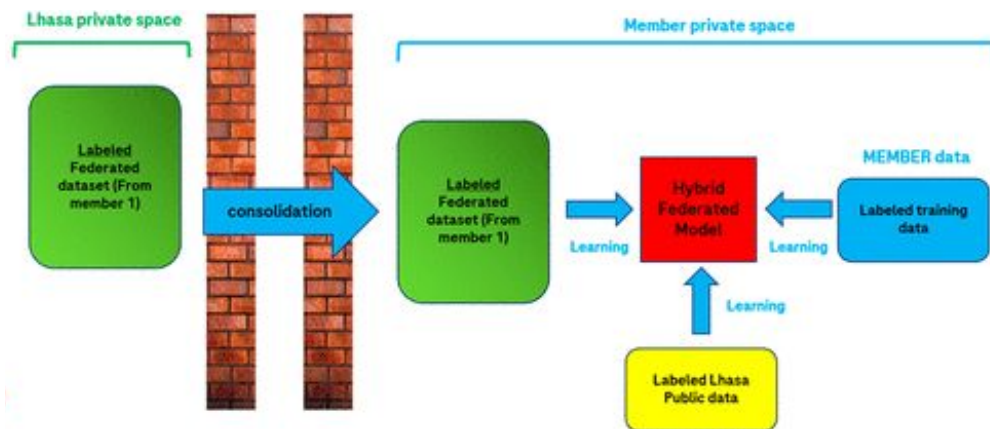 Lhasa private space
Member private space
Labeled
Federated
dataset (From
member 1)
consolidation
Labeled
Federated
dataset (From
member 1)
Learning
Hybrid
Federated
Model
Learning
MEMBER data
Labeled training
data
Learning
Labeled Lhasa
Public data